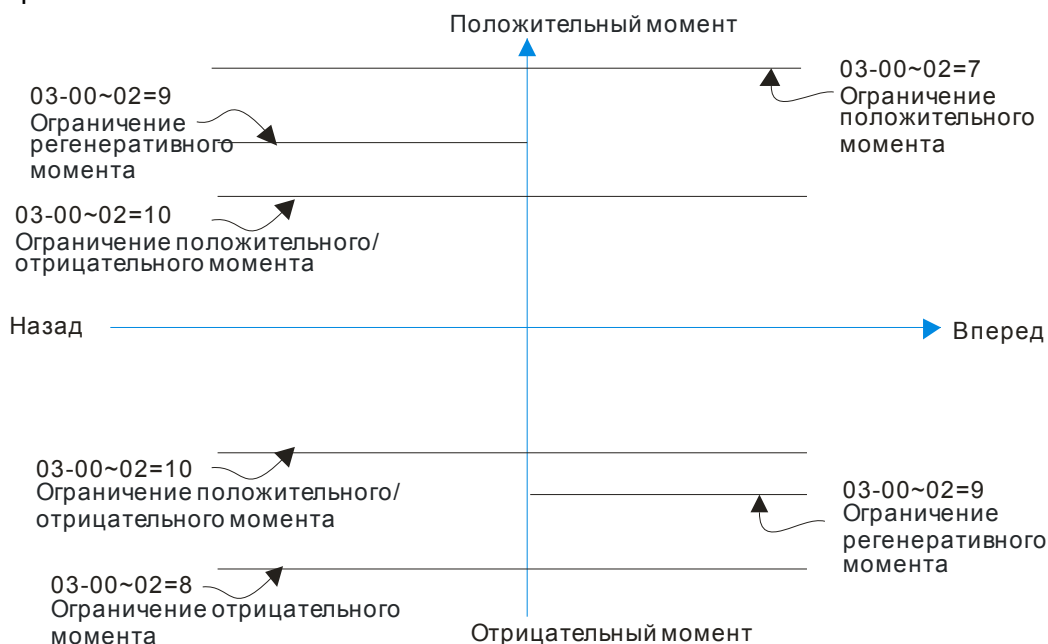 Положительный момент
03-00~02=7
Ограничение
положительного
момента
03-00~02=9
Ограничение
регенеративного
момента
03-00~02=10
Ограничение положительного/
отрицательного момента
Назад
Вперед
03-00~02=10
Ограничение положительного/
отрицательного момента
03-00~02=9
Ограничение
регенеративного
момента
03-00~02=8
Ограничение отрицательного
момента
Отрицательный момент